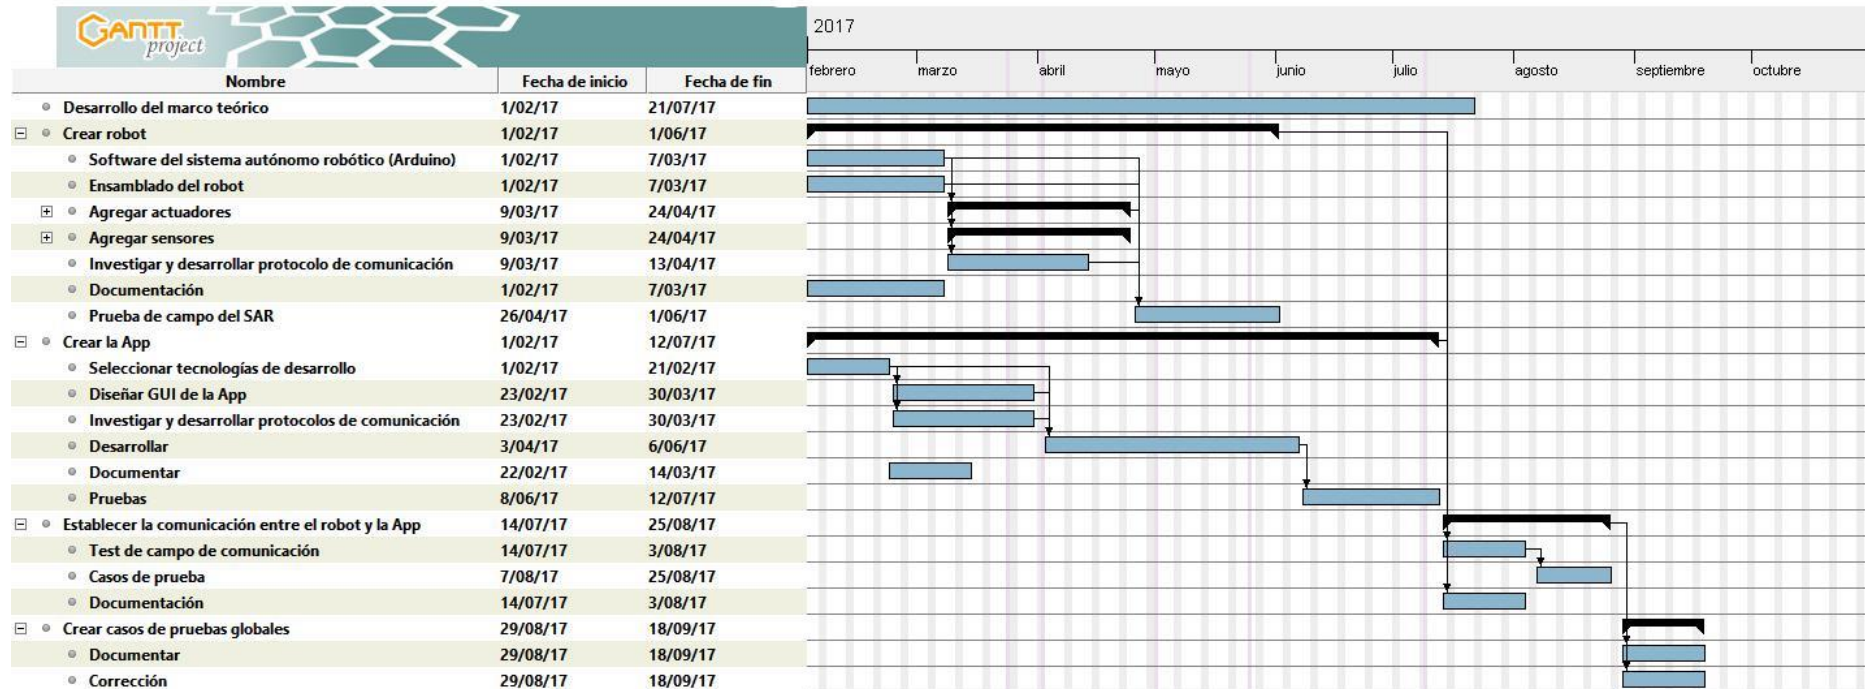 GANTT
project
2017
febrero marzo abril mayo junio julio agosto septiembre octubre
Nombre Fecha de inicio Fecha de fin
Desarrollo del marco teórico 1/02/17 21/07/17
Crear robot 1/02/17 1/06/17
Software del sistema autónomo robótico (Arduino) 1/02/17 7/03/17
Ensamblado del robot 1/02/17 7/03/17
Agregar actuadores 9/03/17 24/04/17
Agregar sensores 9/03/17 24/04/17
Investigar y desarrollar protocolo de comunicación 9/03/17 13/04/17
Documentación 1/02/17 7/03/17
Prueba de campo del SAR 26/04/17 1/06/17
Crear la App 1/02/17 12/07/17
Seleccionar tecnologías de desarrollo 1/02/17 21/02/17
Diseñar GUI de la App 23/02/17 30/03/17
Investigar y desarrollar protocolos de comunicación 23/02/17 30/03/17
Desarrollar 3/04/17 6/06/17
Documentar 22/02/17 14/03/17
Pruebas 8/06/17 12/07/17
Establecer la comunicación entre el robot y la App 14/07/17 25/08/17
Test de campo de comunicación 14/07/17 3/08/17
Casos de prueba 7/08/17 25/08/17
Documentación 14/07/17 3/08/17
Crear casos de pruebas globales 29/08/17 18/09/17
Documentar 29/08/17 18/09/17
Corrección 29/08/17 18/09/17